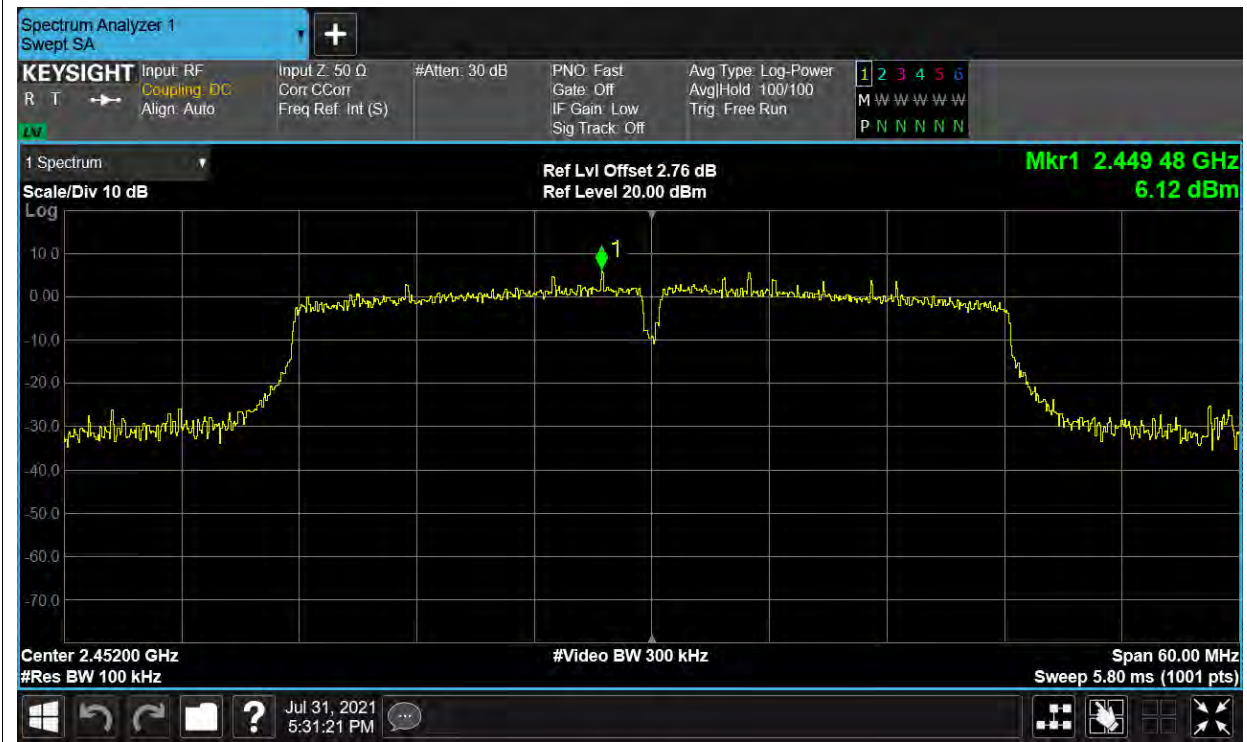 Spectrum Analyzer 1
Swept SA
+
KEYSIGHT Input: RF Input Z: 50 Ω #Atten: 30 dB PNO: Fast Avg Type: Log-Power 1 2 3 4 5 6
R T Coupling: DC Corr CCorr Gate: Off Avg|Hold: 100/100 M W W W W W W
Align: Auto Freq Ref: Int (S) IF Gain: Low Trig: Free Run
LXI Sig Track: Off P N N N N N N
1 Spectrum Ref Lvl Offset 2.76 dB Mkr1 2.449 48 GHz
Scale/Div 10 dB Ref Level 20.00 dBm 6.12 dBm
Log
1
10.0
0.00
-10.0
-20.0
-30.0
-40.0
-50.0
-60.0
-70.0
Center 2.45200 GHz #Video BW 300 kHz Span 60.00 MHz
#Res BW 100 kHz Sweep 5.80 ms (1001 pts)
? Jul 31, 2021
5:31:21 PM